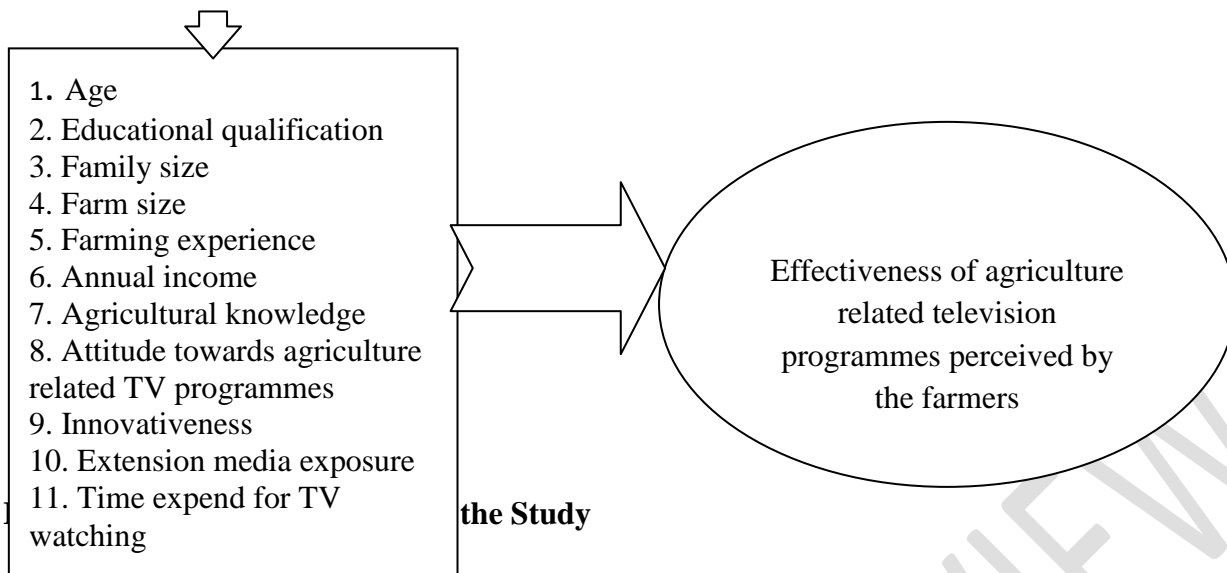 1. Age
2. Educational qualification
3. Family size
4. Farm size
5. Farming experience
6. Annual income
7. Agricultural knowledge
8. Attitude towards agriculture
related TV programmes
9. Innovativeness
10. Extension media exposure
11. Time expend for TV
watching
Effectiveness of agriculture
related television
programmes perceived by
the farmers
the Study